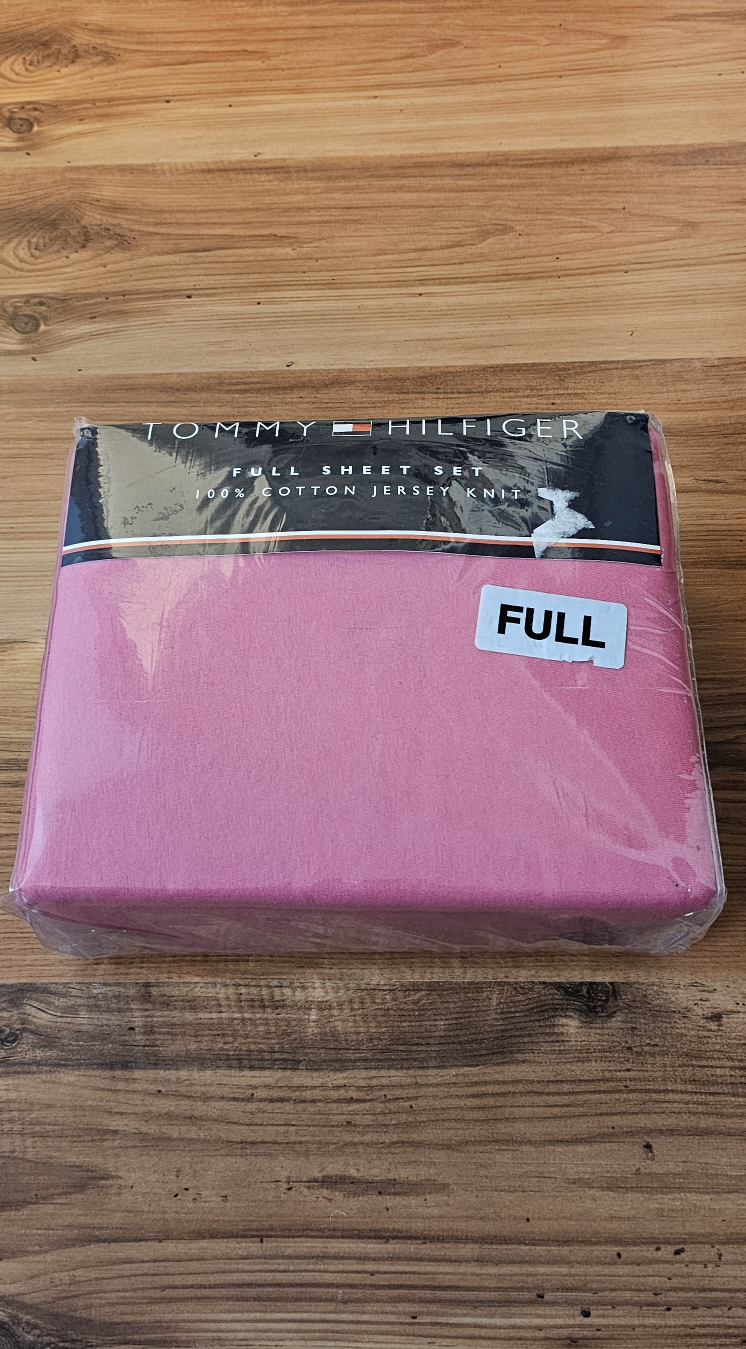 TOMMY HILFIGER
FULL SHEET SET
100% COTTON JERSEY KNIT
FULL